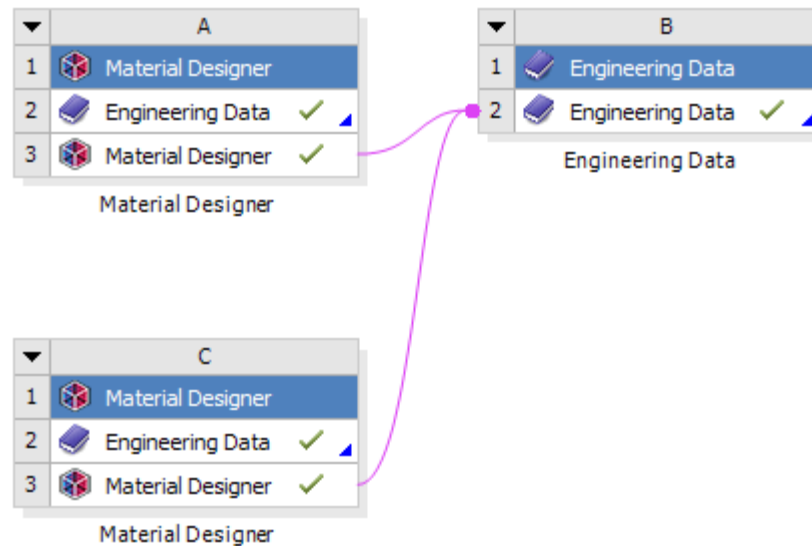 A
1 Material Designer
2 Engineering Data
3 Material Designer
Material Designer
B
1 Engineering Data
2 Engineering Data
Engineering Data
C
1 Material Designer
2 Engineering Data
3 Material Designer
Material Designer